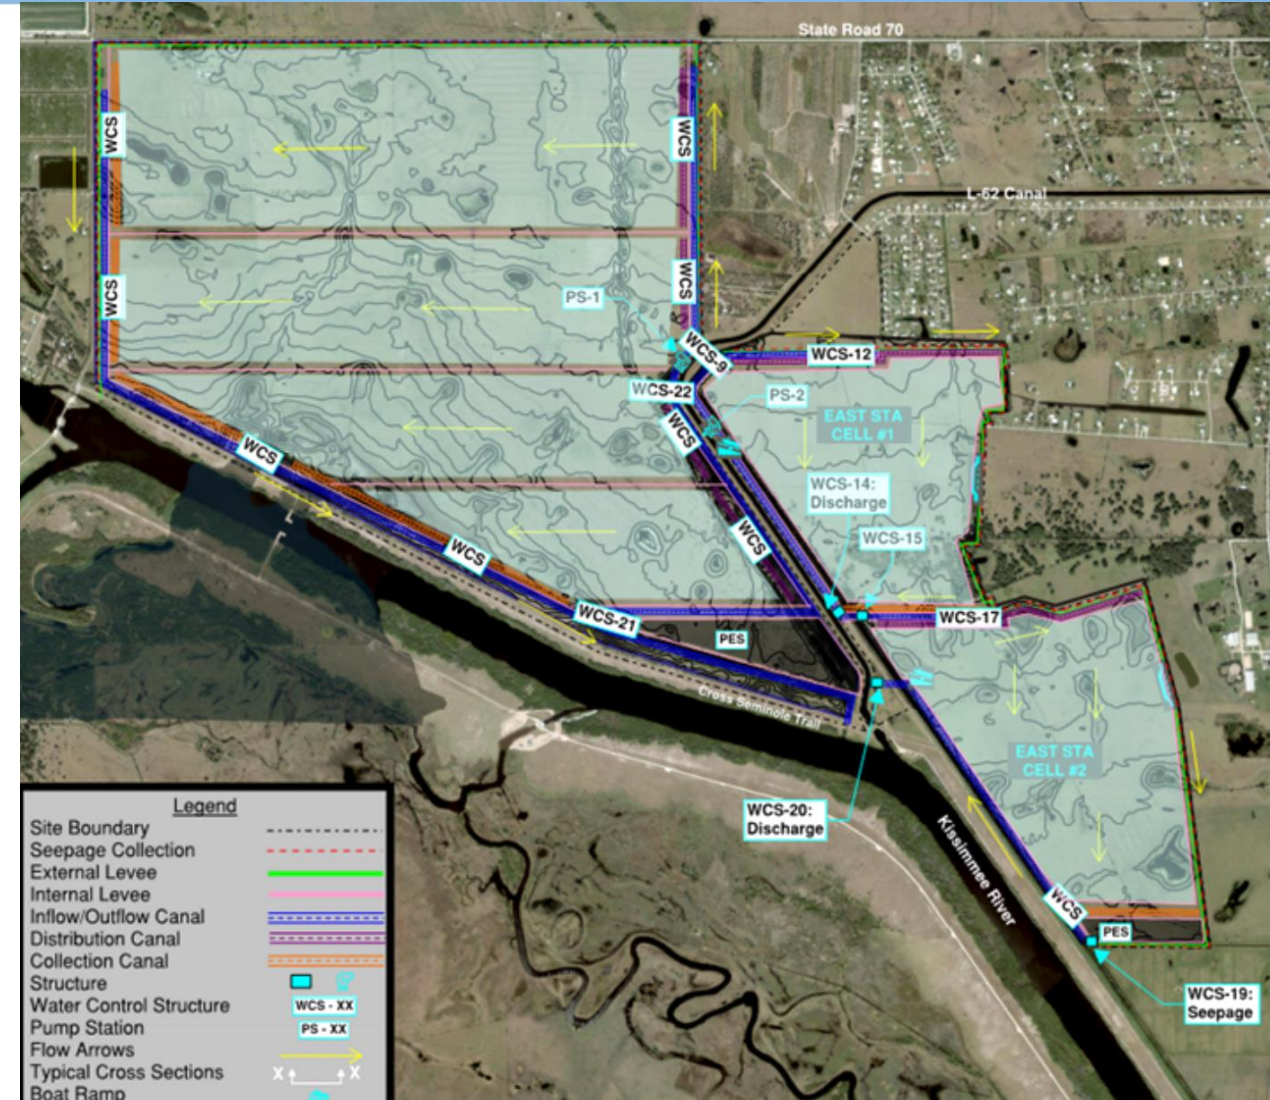 State Road 70
L-62 Canal
WCS
WCS
WCS
WCS
PS-1
WCS-9
WCS-12
WCS-22
PS-2
WCS
EAST STA
CELL #1
WCS
WCS-14:
Discharge
WCS
WCS-15
WCS
WCS-21
WCS-17
PES
Cross Seminole Trail
EAST STA
CELL #2
WCS-20:
Discharge
Kissimmee River
WCS
PES
WCS-19:
Seepage
Legend
Site Boundary
Seepage Collection
External Levee
Internal Levee
Inflow/Outflow Canal
Distribution Canal
Collection Canal
Structure
Water Control Structure
WCS - XX
Pump Station
PS - XX
Flow Arrows
Typical Cross Sections
X X
Boat Ramp